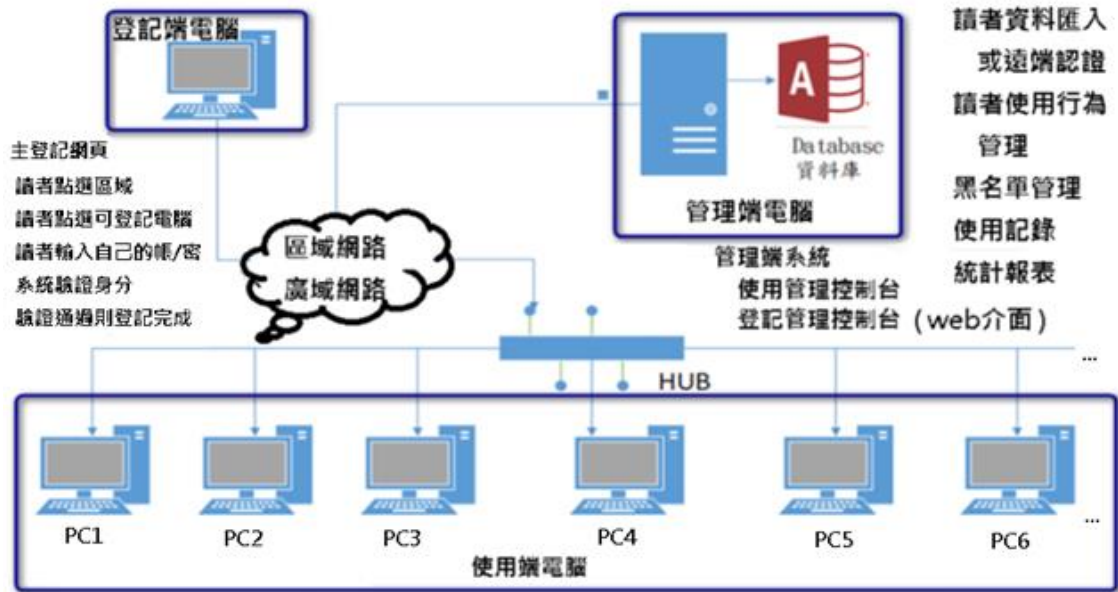 登記端電腦
主登記網頁
讀者點選區域
讀者點選可登記電腦
讀者輸入自己的帳/密
系統驗證身分
驗證通過則登記完成
區域網路
廣域網路
A
Database
資料庫
管理端電腦
管理端系統
使用管理控制台
登記管理控制台 (web介面)
讀者資料匯入
或遠端認證
讀者使用行為
管理
黑名單管理
使用記錄
統計報表
...
HUB
PC1
PC2
PC3
PC4
PC5
PC6
...
使用端電腦